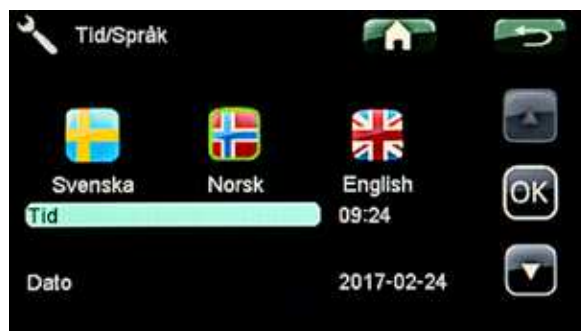 Tid/Språk
Svenska Norsk English
OK
Tid 09:24
Dato 2017-02-24